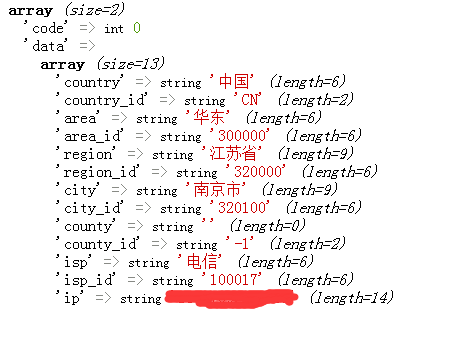 array (size=2)
'code' => int 0
'data' =>
array (size=13)
'country' => string '中国' (length=6)
'country_id' => string 'CN' (length=2)
'area' => string '华东' (length=6)
'area_id' => string '300000' (length=6)
'region' => string '江苏省' (length=9)
'region_id' => string '320000' (length=6)
'city' => string '南京市' (length=9)
'city_id' => string '320100' (length=6)
'county' => string '' (length=0)
'county_id' => string '-1' (length=2)
'isp' => string '电信' (length=6)
'isp_id' => string '100017' (length=6)
'ip' => string (length=14)